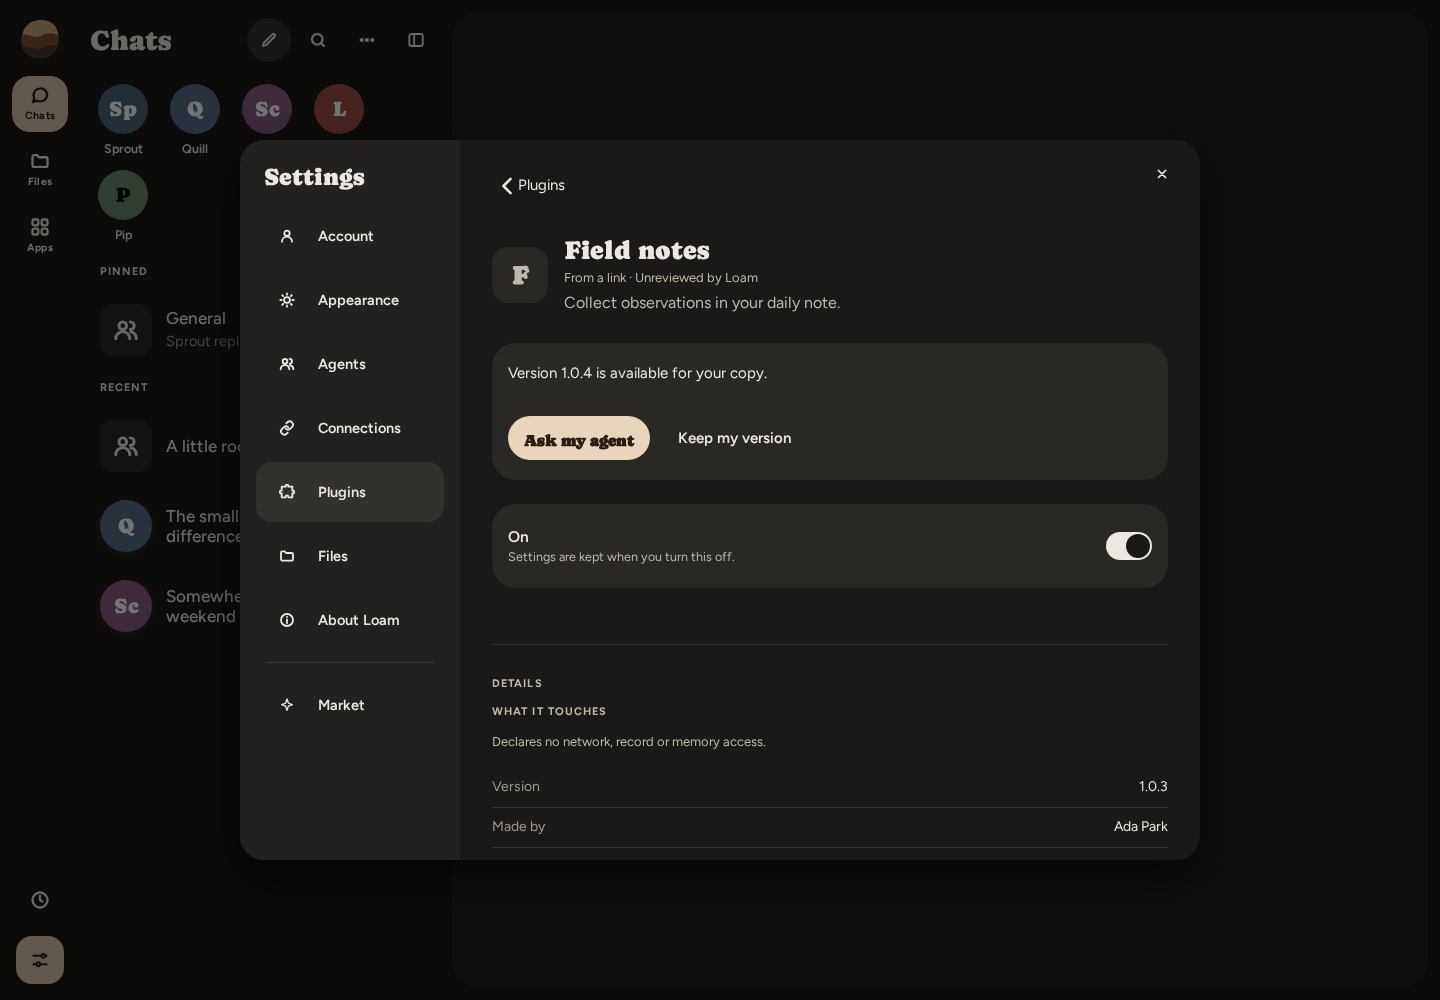 Chats
Chats
Files
Apps
Sp
Q
Sc
L
Sprout
Quill
P
Pip
PINNED
General
Sprout repl
RECENT
A little roo
Q
The small
difference
Sc
Somewhe
weekend
Settings
Account
Appearance
Agents
Connections
Plugins
Files
About Loam
Market
Plugins
F
Field notes
From a link · Unreviewed by Loam
Collect observations in your daily note.
Version 1.0.4 is available for your copy.
Ask my agent
Keep my version
On
Settings are kept when you turn this off.
DETAILS
WHAT IT TOUCHES
Declares no network, record or memory access.
Version 1.0.3
Made by Ada Park